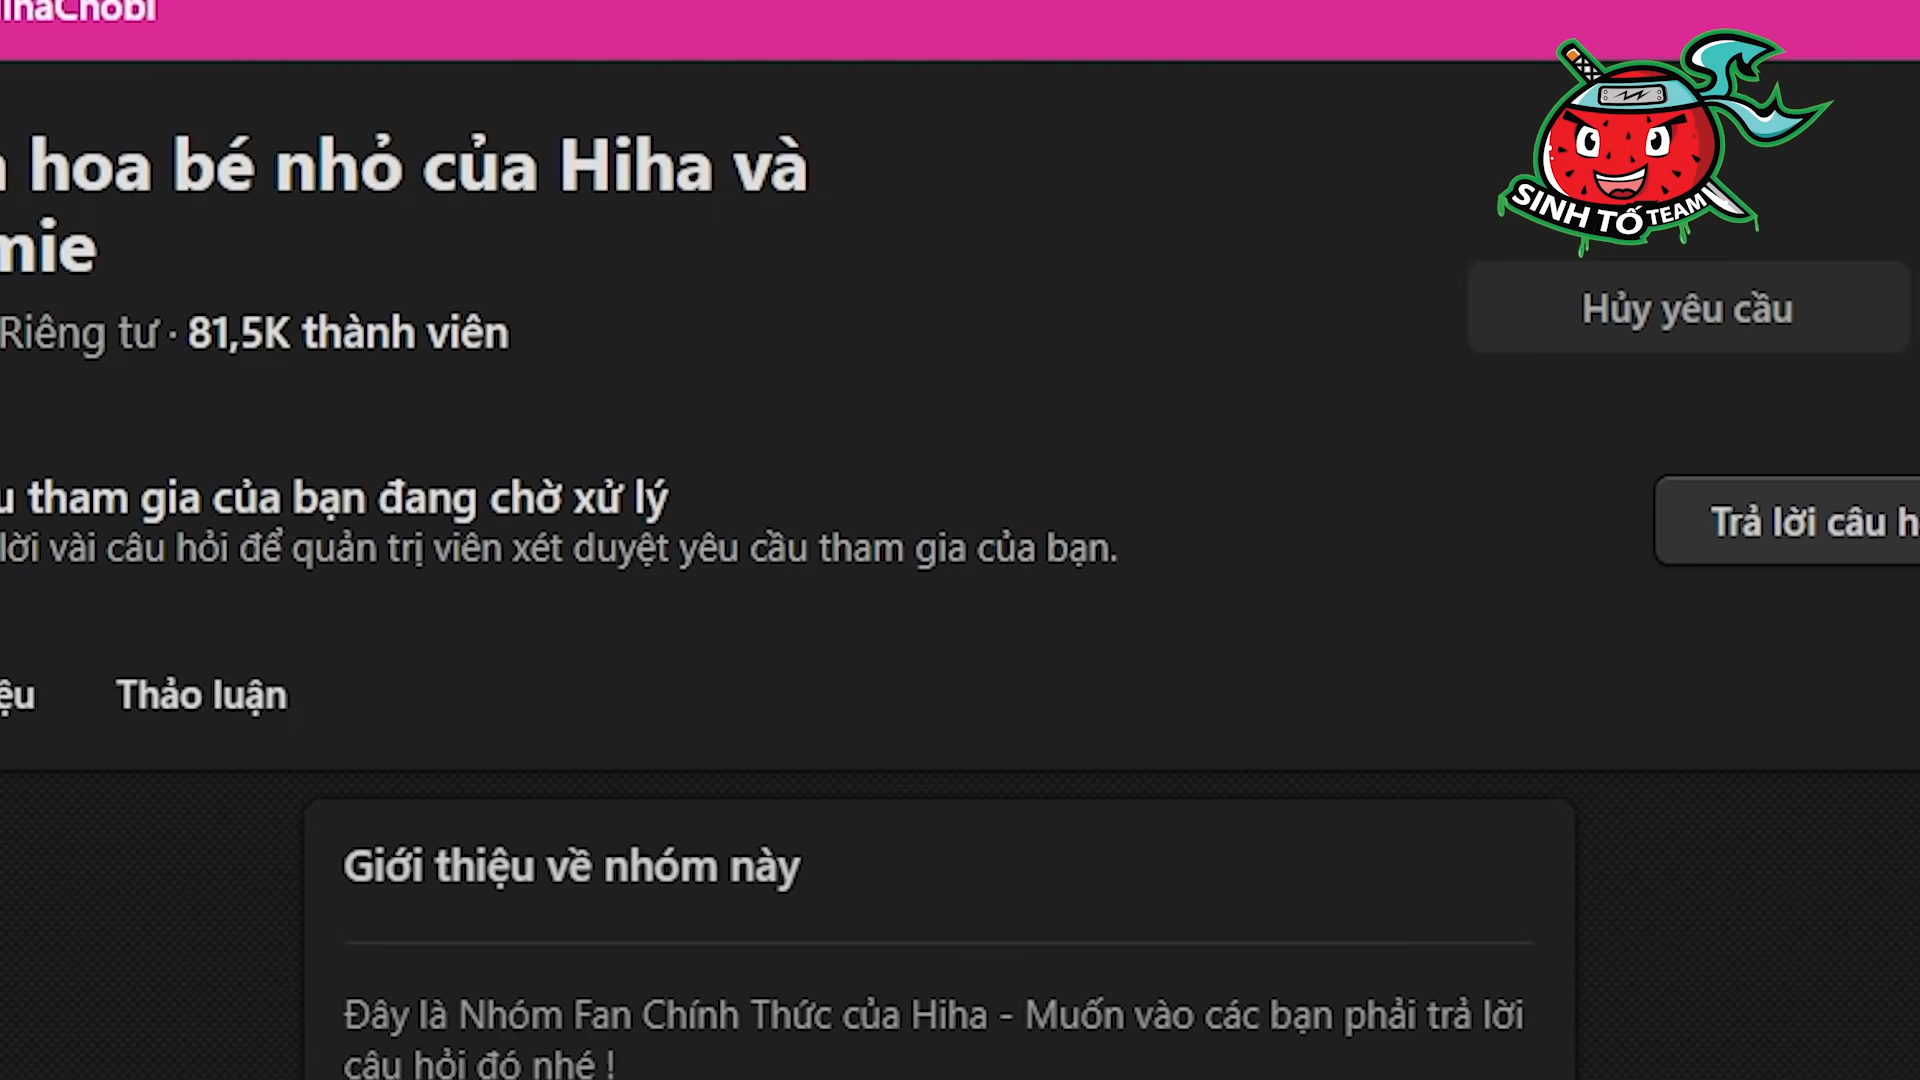 hoa bé nhỏ của Hiha và
mie
Riêng tư · 81,5K thành viên
SINH TỐ TEAM
Hủy yêu cầu
tham gia của bạn đang chờ xử lý
lời vài câu hỏi để quản trị viên xét duyệt yêu cầu tham gia của bạn.
Trả lời câu h
ệu Thảo luận
Giới thiệu về nhóm này
Đây là Nhóm Fan Chính Thức của Hiha - Muốn vào các bạn phải trả lời
câu hỏi đó nhé !